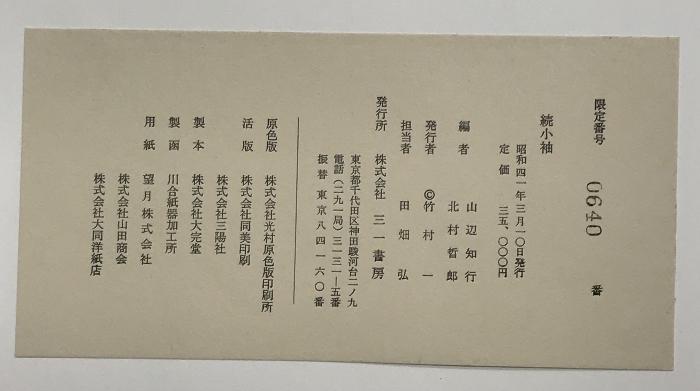 限定番号 0640 番
続小袖
昭和四一年三月一〇日発行
定価 三五、〇〇〇円
編者 山辺知行
北村哲郎
発行者 ©竹村一
担当者 田畑弘
発行所 株式会社 三一書房
東京都千代田区神田駿河台二ノ九
電話(二九一局)三一三一―五番
振替 東京八四一六〇番
原色版 株式会社光村原色版印刷所
活版 株式会社同美印刷
株式会社三陽社
製本 株式会社大完堂
製函 川合紙器加工所
用紙 望月株式会社
株式会社山田商会
株式会社大同洋紙店